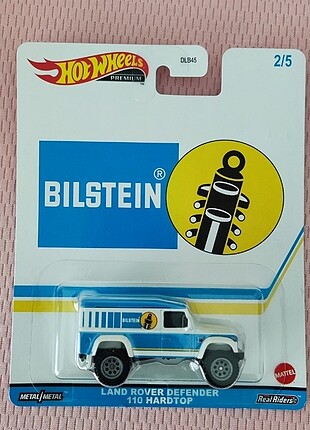 HOT WHEELS
PREMIUM
DLB45
2/5
BILSTEIN®
BILSTEIN
LAND ROVER DEFENDER
110 HARDTOP
METAL/METAL
MATTEL
Real Riders